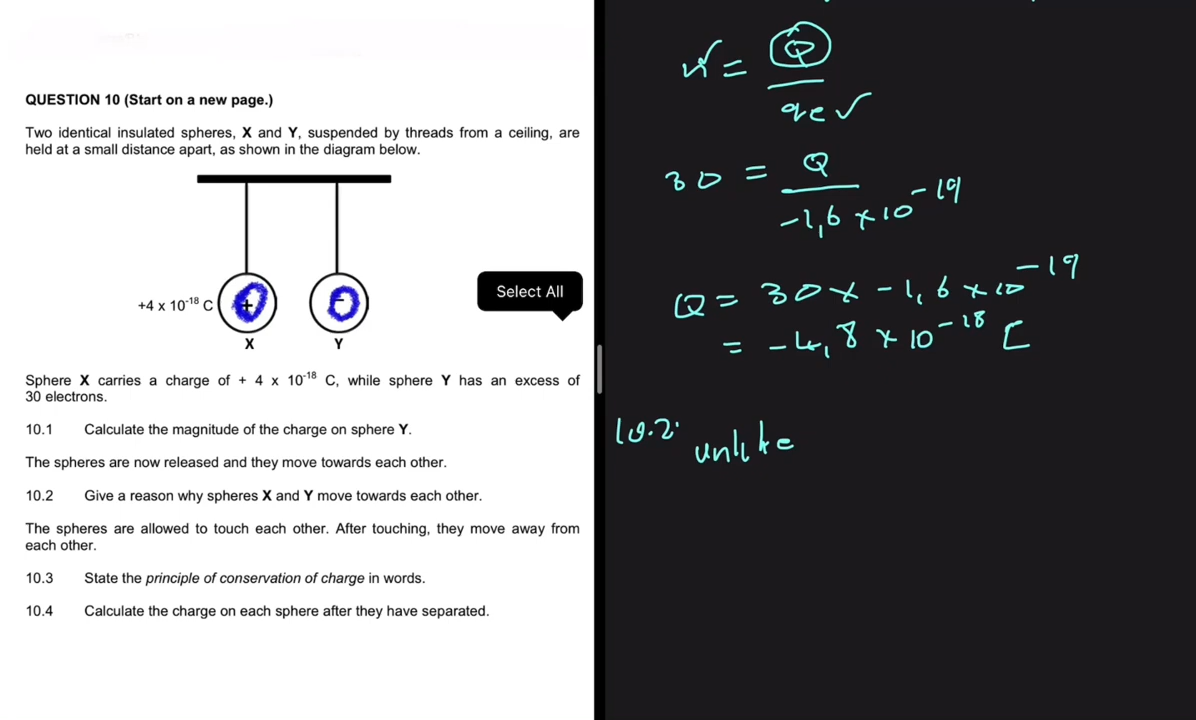 QUESTION 10 (Start on a new page.)
Two identical insulated spheres, X and Y, suspended by threads from a ceiling, are
held at a small distance apart, as shown in the diagram below.
+4 x 10⁻¹⁸ C
+
-
X
Y
Select All
Sphere X carries a charge of + 4 x 10⁻¹⁸ C, while sphere Y has an excess of
30 electrons.
10.1 Calculate the magnitude of the charge on sphere Y.
The spheres are now released and they move towards each other.
10.2 Give a reason why spheres X and Y move towards each other.
The spheres are allowed to touch each other. After touching, they move away from
each other.
10.3 State the principle of conservation of charge in words.
10.4 Calculate the charge on each sphere after they have separated.
n = Q / qe ✓
30 = Q / -1,6 × 10⁻¹⁹
Q = 30 × -1,6 × 10⁻¹⁹
= -4,8 × 10⁻¹⁸ C
10.2. unlike